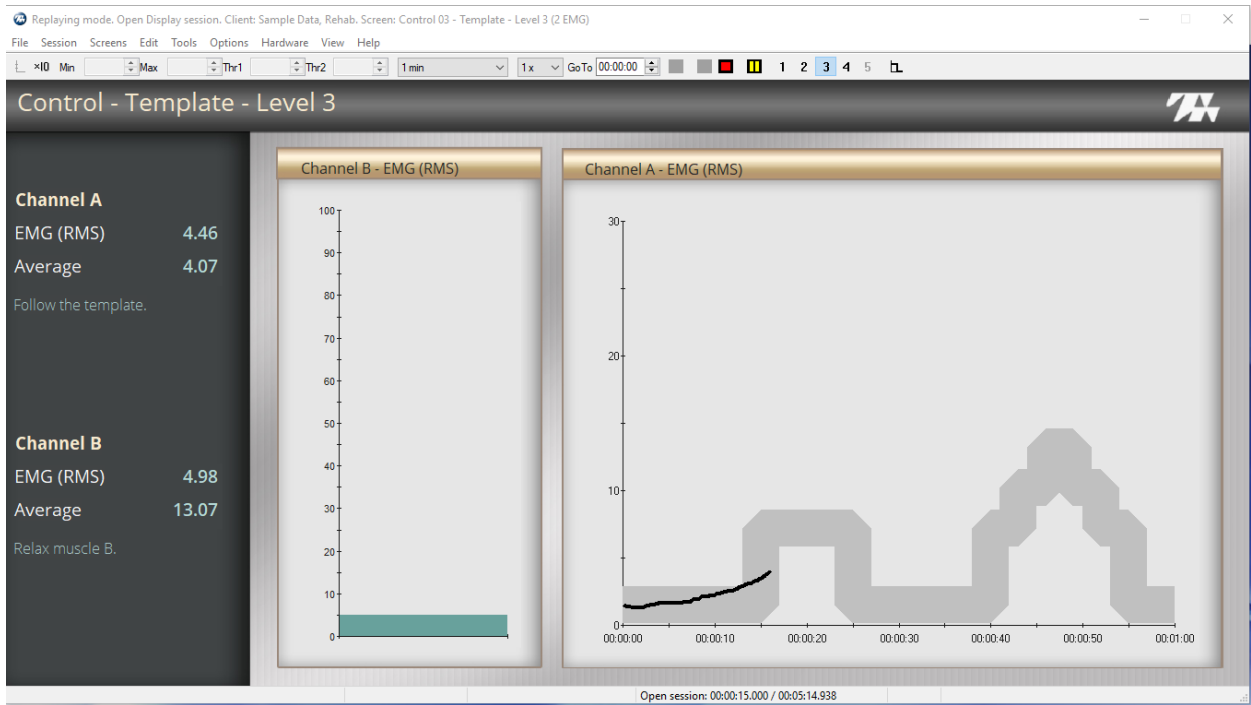 Replaying mode. Open Display session. Client: Sample Data, Rehab. Screen: Control 03 - Template - Level 3 (2 EMG)
File Session Screens Edit Tools Options Hardware View Help
×10 Min Max Thr1 Thr2 1 min 1 x GoTo 00:00:00 1 2 3 4 5
Control - Template - Level 3
Channel A
EMG (RMS) 4.46
Average 4.07
Follow the template.
Channel B
EMG (RMS) 4.98
Average 13.07
Relax muscle B.
Channel B - EMG (RMS)
100
90
80
70
60
50
40
30
20
10
0
Channel A - EMG (RMS)
30
20
10
0
00:00:00 00:00:10 00:00:20 00:00:30 00:00:40 00:00:50 00:01:00
Open session: 00:00:15.000 / 00:05:14.938